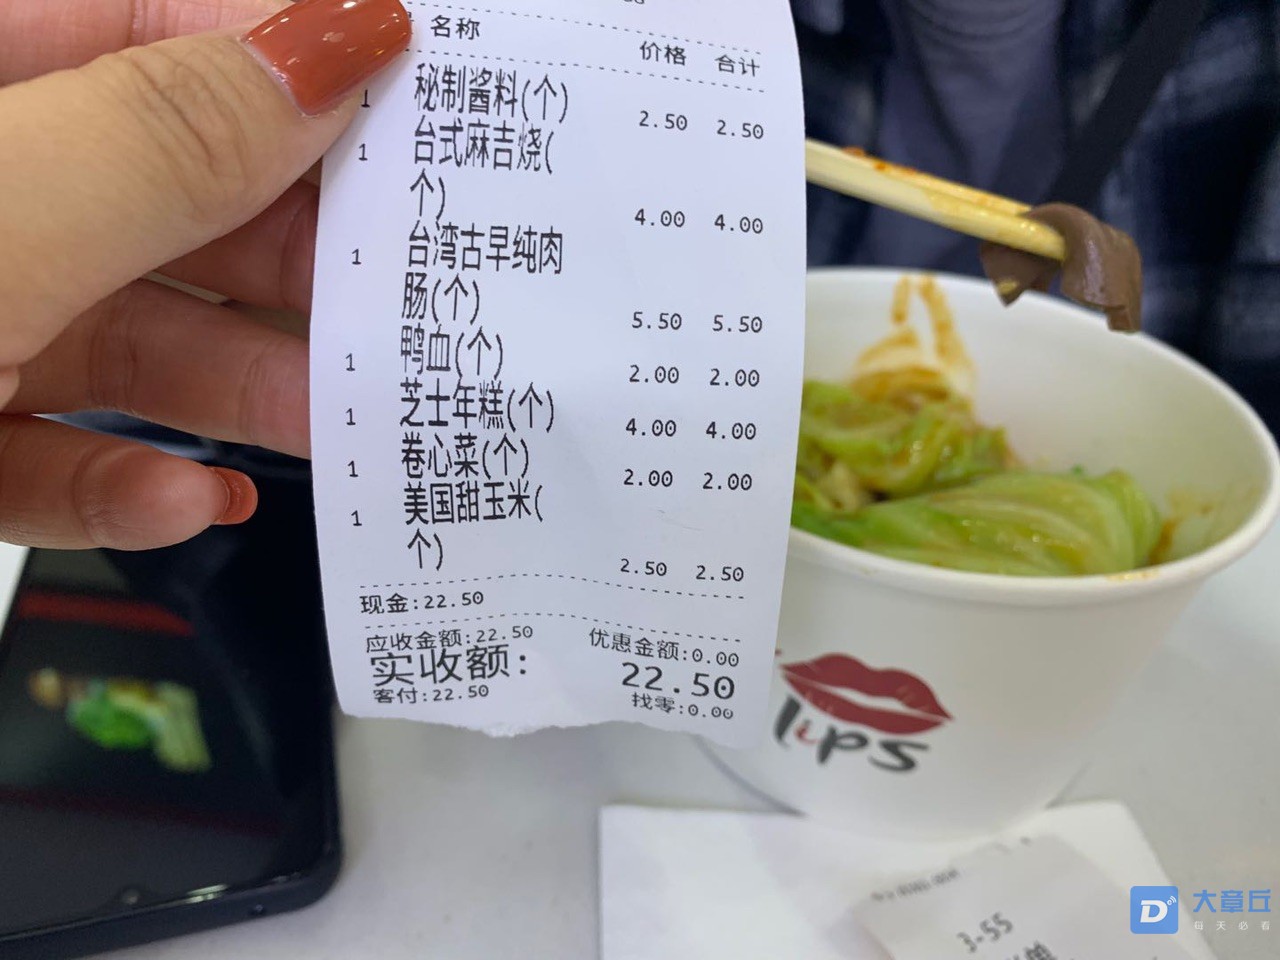 名称 价格 合计
1 秘制酱料(个) 2.50 2.50
1 台式麻吉烧(
个) 4.00 4.00
1 台湾古早纯肉
肠(个) 5.50 5.50
1 鸭血(个) 2.00 2.00
1 芝士年糕(个) 4.00 4.00
1 卷心菜(个) 2.00 2.00
1 美国甜玉米(
个) 2.50 2.50
现金:22.50
应收金额:22.50 优惠金额:0.00
实收额: 22.50
客付:22.50 找零:0.00
lips
3-55
大章丘
每天必看